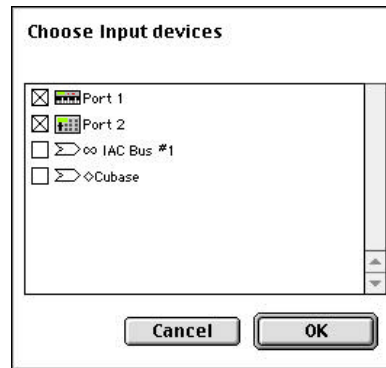 Choose Input devices
Port 1
Port 2
∞ IAC Bus #1
◇Cubase
Cancel
OK